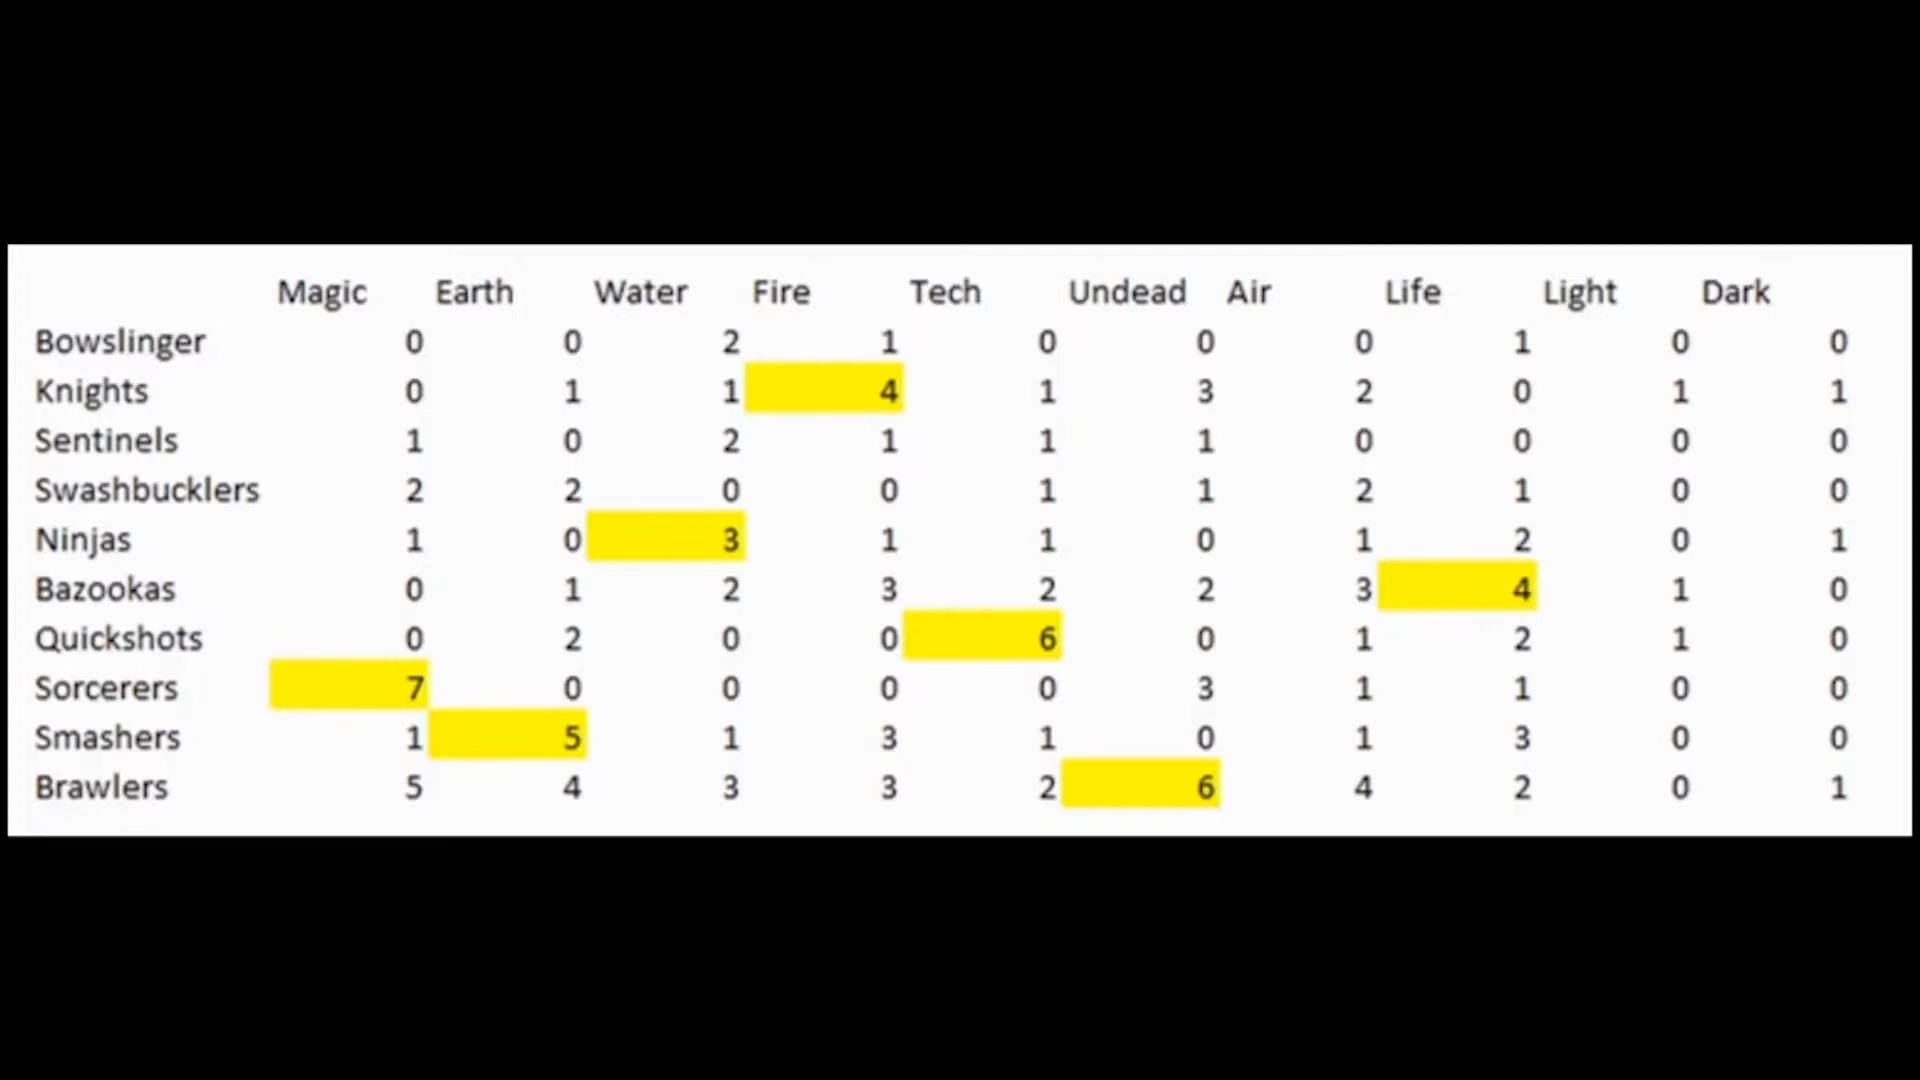 Magic Earth Water Fire Tech Undead Air Life Light Dark
Bowslinger 0 0 2 1 0 0 0 1 0 0
Knights 0 1 1 4 1 3 2 0 1 1
Sentinels 1 0 2 1 1 1 0 0 0 0
Swashbucklers 2 2 0 0 1 1 2 1 0 0
Ninjas 1 0 3 1 1 0 1 2 0 1
Bazookas 0 1 2 3 2 2 3 4 1 0
Quickshots 0 2 0 0 6 0 1 2 1 0
Sorcerers 7 0 0 0 0 3 1 1 0 0
Smashers 1 5 1 3 1 0 1 3 0 0
Brawlers 5 4 3 3 2 6 4 2 0 1